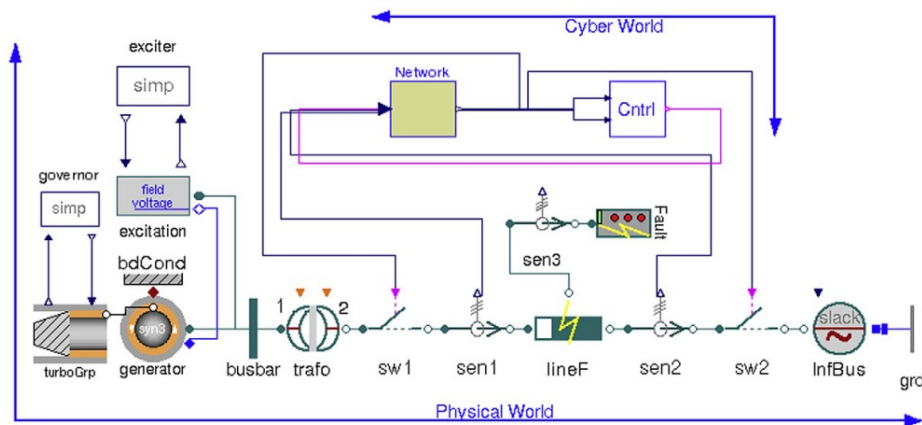 Cyber World
exciter
simp
Network
Cntrl
governor
simp
field
voltage
excitation
Fault
sen3
bdCond
1
2
syn3
slack
turboGrp
generator
busbar
trafo
sw1
sen1
lineF
sen2
sw2
InfBus
grd
Physical World